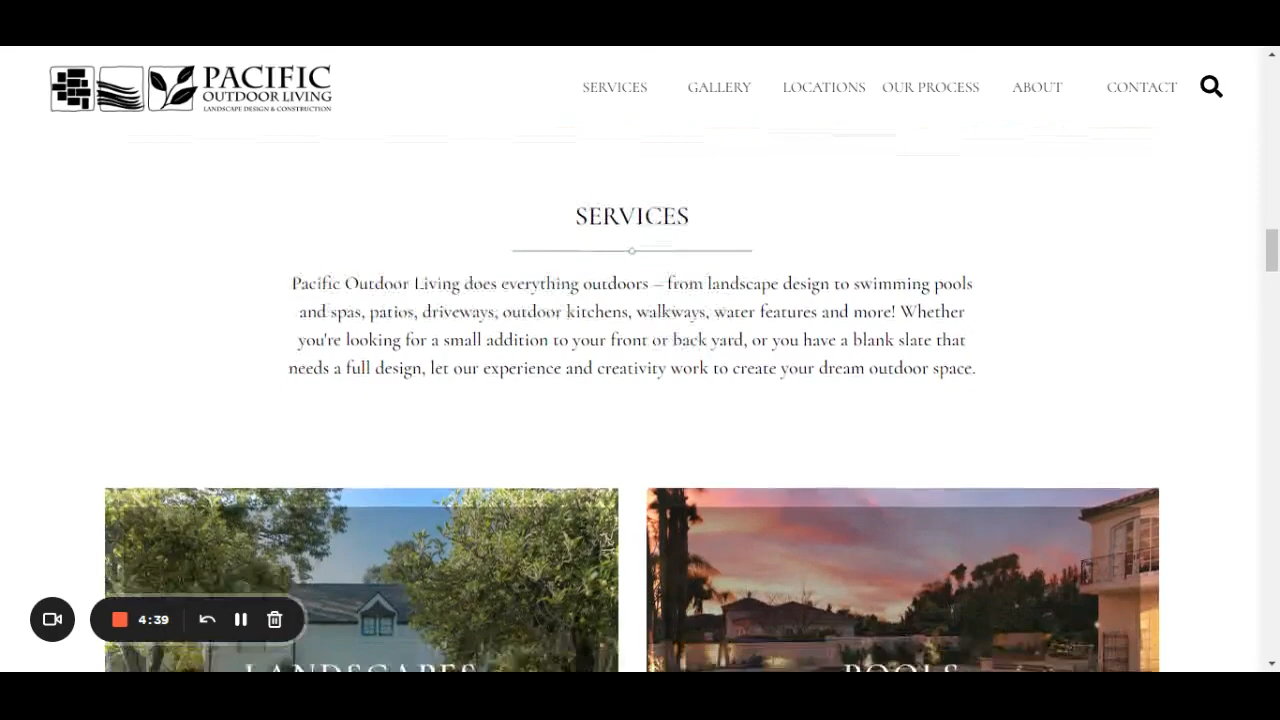 PACIFIC
OUTDOOR LIVING
LANDSCAPE DESIGN & CONSTRUCTION
SERVICES GALLERY LOCATIONS OUR PROCESS ABOUT CONTACT
SERVICES
Pacific Outdoor Living does everything outdoors – from landscape design to swimming pools
and spas, patios, driveways, outdoor kitchens, walkways, water features and more! Whether
you're looking for a small addition to your front or back yard, or you have a blank slate that
needs a full design, let our experience and creativity work to create your dream outdoor space.
4:39
LANDSCAPES
POOLS